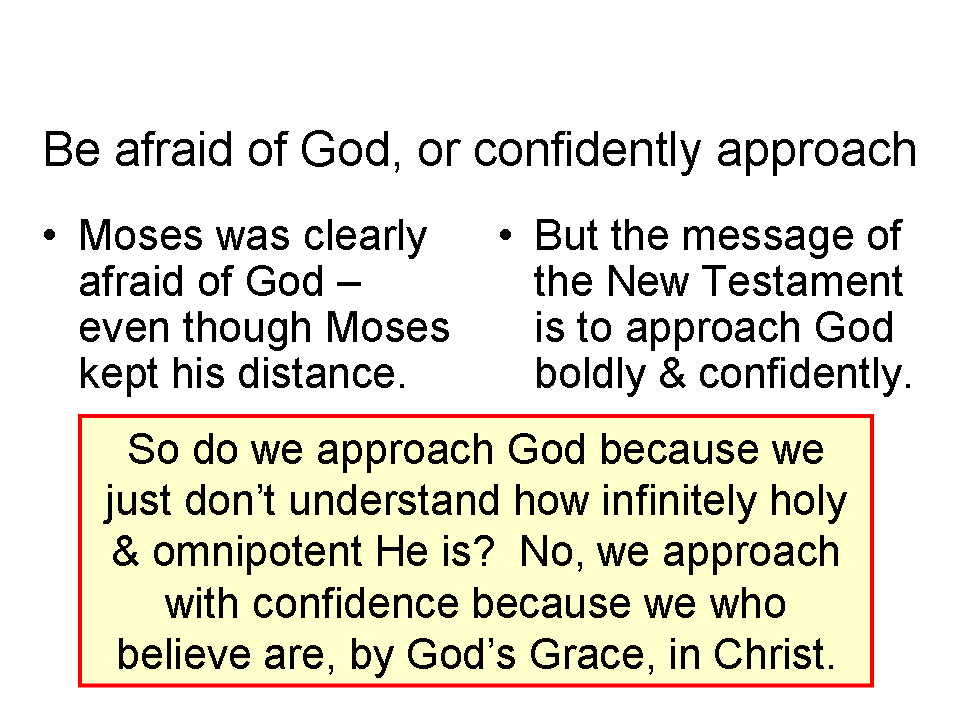 Be afraid of God, or confidently approach
• Moses was clearly
afraid of God –
even though Moses
kept his distance.
• But the message of
the New Testament
is to approach God
boldly & confidently.
So do we approach God because we
just don’t understand how infinitely holy
& omnipotent He is?  No, we approach
with confidence because we who
believe are, by God’s Grace, in Christ.